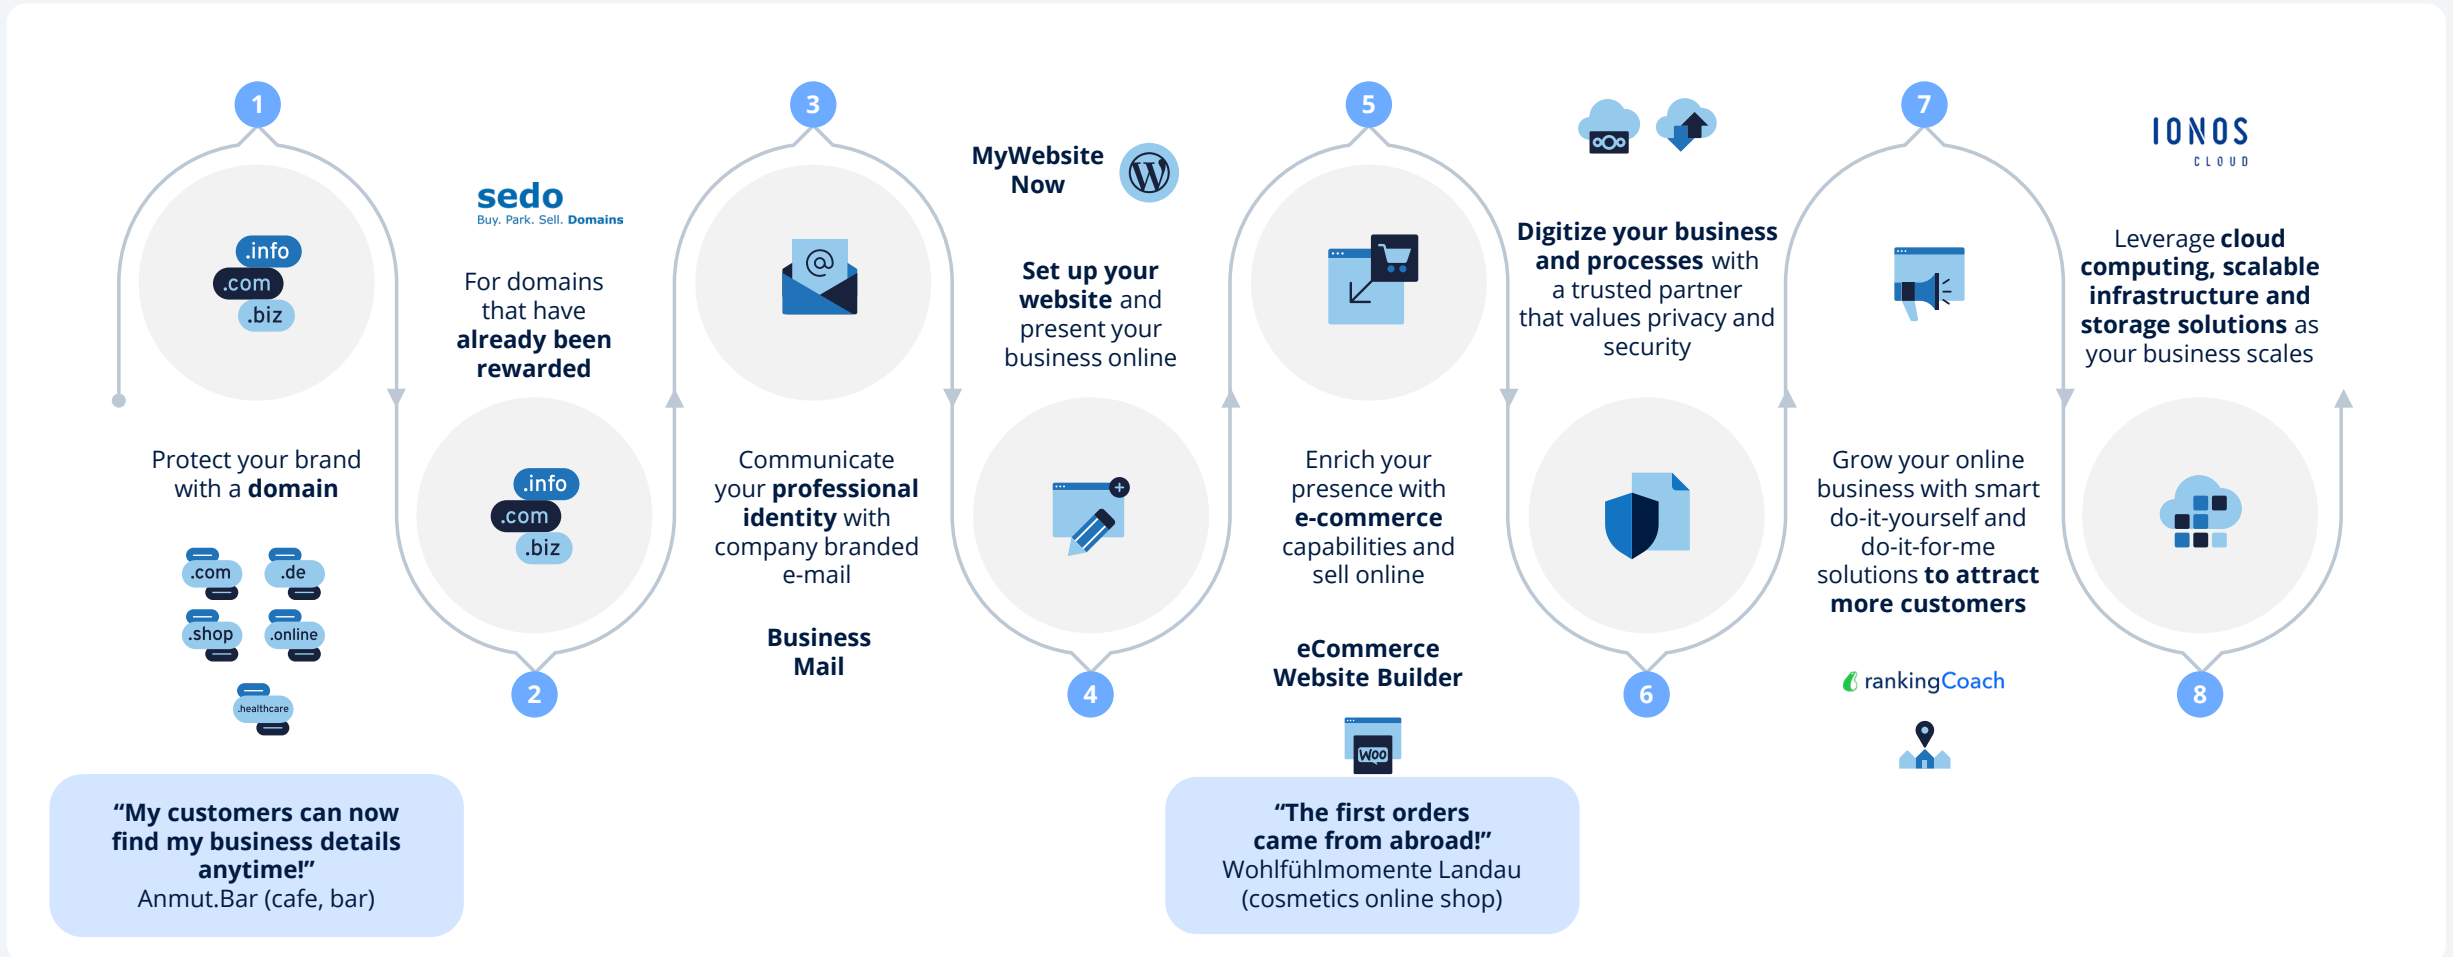 1
.info
.com
.biz
Protect your brand
with a domain
.com
.de
.shop
.online
.healthcare
“My customers can now
find my business details
anytime!”
Anmut.Bar (cafe, bar)
sedo
Buy. Park. Sell. Domains
For domains
that have
already been
rewarded
.info
.com
.biz
2
3
@
Communicate
your professional
identity with
company branded
e-mail
Business
Mail
MyWebsite
Now
W
Set up your
website and
present your
business online
4
5
Enrich your
presence with
e-commerce
capabilities and
sell online
eCommerce
Website Builder
Woo
“The first orders
came from abroad!”
Wohlfühlmomente Landau
(cosmetics online shop)
Digitize your business
and processes with
a trusted partner
that values privacy and
security
6
7
Grow your online
business with smart
do-it-yourself and
do-it-for-me
solutions to attract
more customers
rankingCoach
IONOS
CLOUD
Leverage cloud
computing, scalable
infrastructure and
storage solutions as
your business scales
8